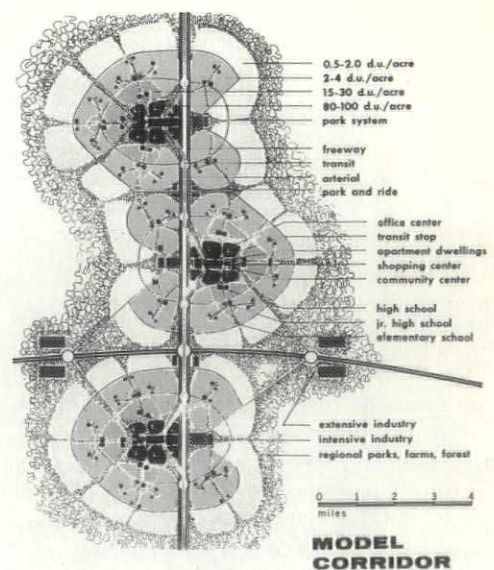 0.5-2.0 d.u./acre
2-4 d.u./acre
15-30 d.u./acre
80-100 d.u./acre
park system
freeway
transit
arterial
park and ride
office center
transit stop
apartment dwellings
shopping center
community center
high school
jr. high school
elementary school
extensive industry
intensive industry
regional parks, farms, forest
0 1 2 3 4
miles
MODEL
CORRIDOR